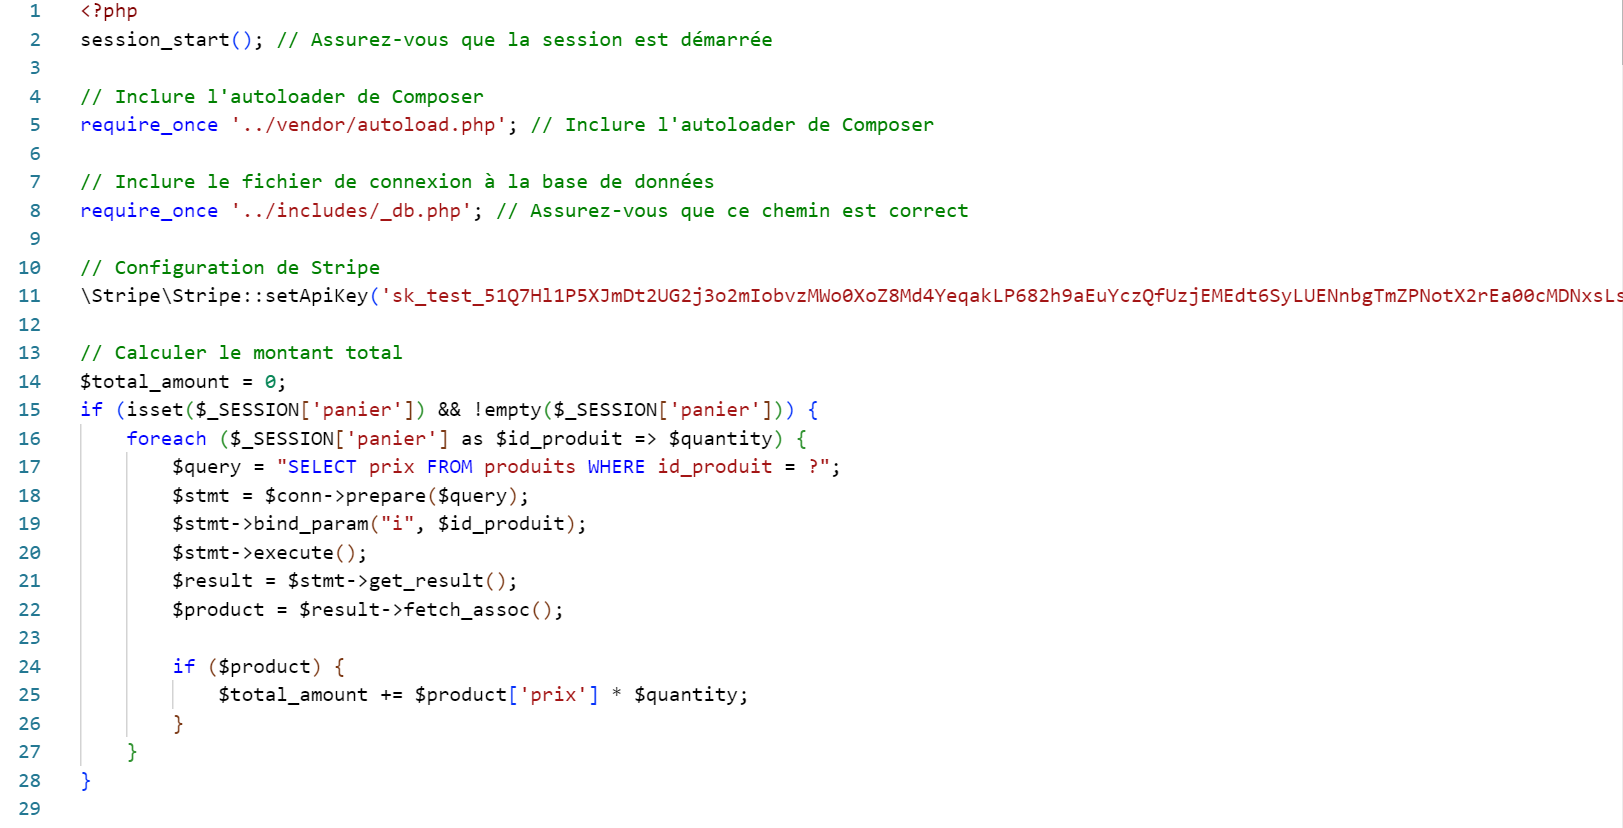 1 <?php
2 session_start(); // Assurez-vous que la session est démarrée
3
4 // Inclure l'autoloader de Composer
5 require_once '../vendor/autoload.php'; // Inclure l'autoloader de Composer
6
7 // Inclure le fichier de connexion à la base de données
8 require_once '../includes/_db.php'; // Assurez-vous que ce chemin est correct
9
10 // Configuration de Stripe
11 \Stripe\Stripe::setApiKey('
12
13 // Calculer le montant total
14 $total_amount = 0;
15 if (isset($_SESSION['panier']) && !empty($_SESSION['panier'])) {
16 foreach ($_SESSION['panier'] as $id_produit => $quantity) {
17 $query = "SELECT prix FROM produits WHERE id_produit = ?";
18 $stmt = $conn->prepare($query);
19 $stmt->bind_param("i", $id_produit);
20 $stmt->execute();
21 $result = $stmt->get_result();
22 $product = $result->fetch_assoc();
23
24 if ($product) {
25 $total_amount += $product['prix'] * $quantity;
26 }
27 }
28 }
29